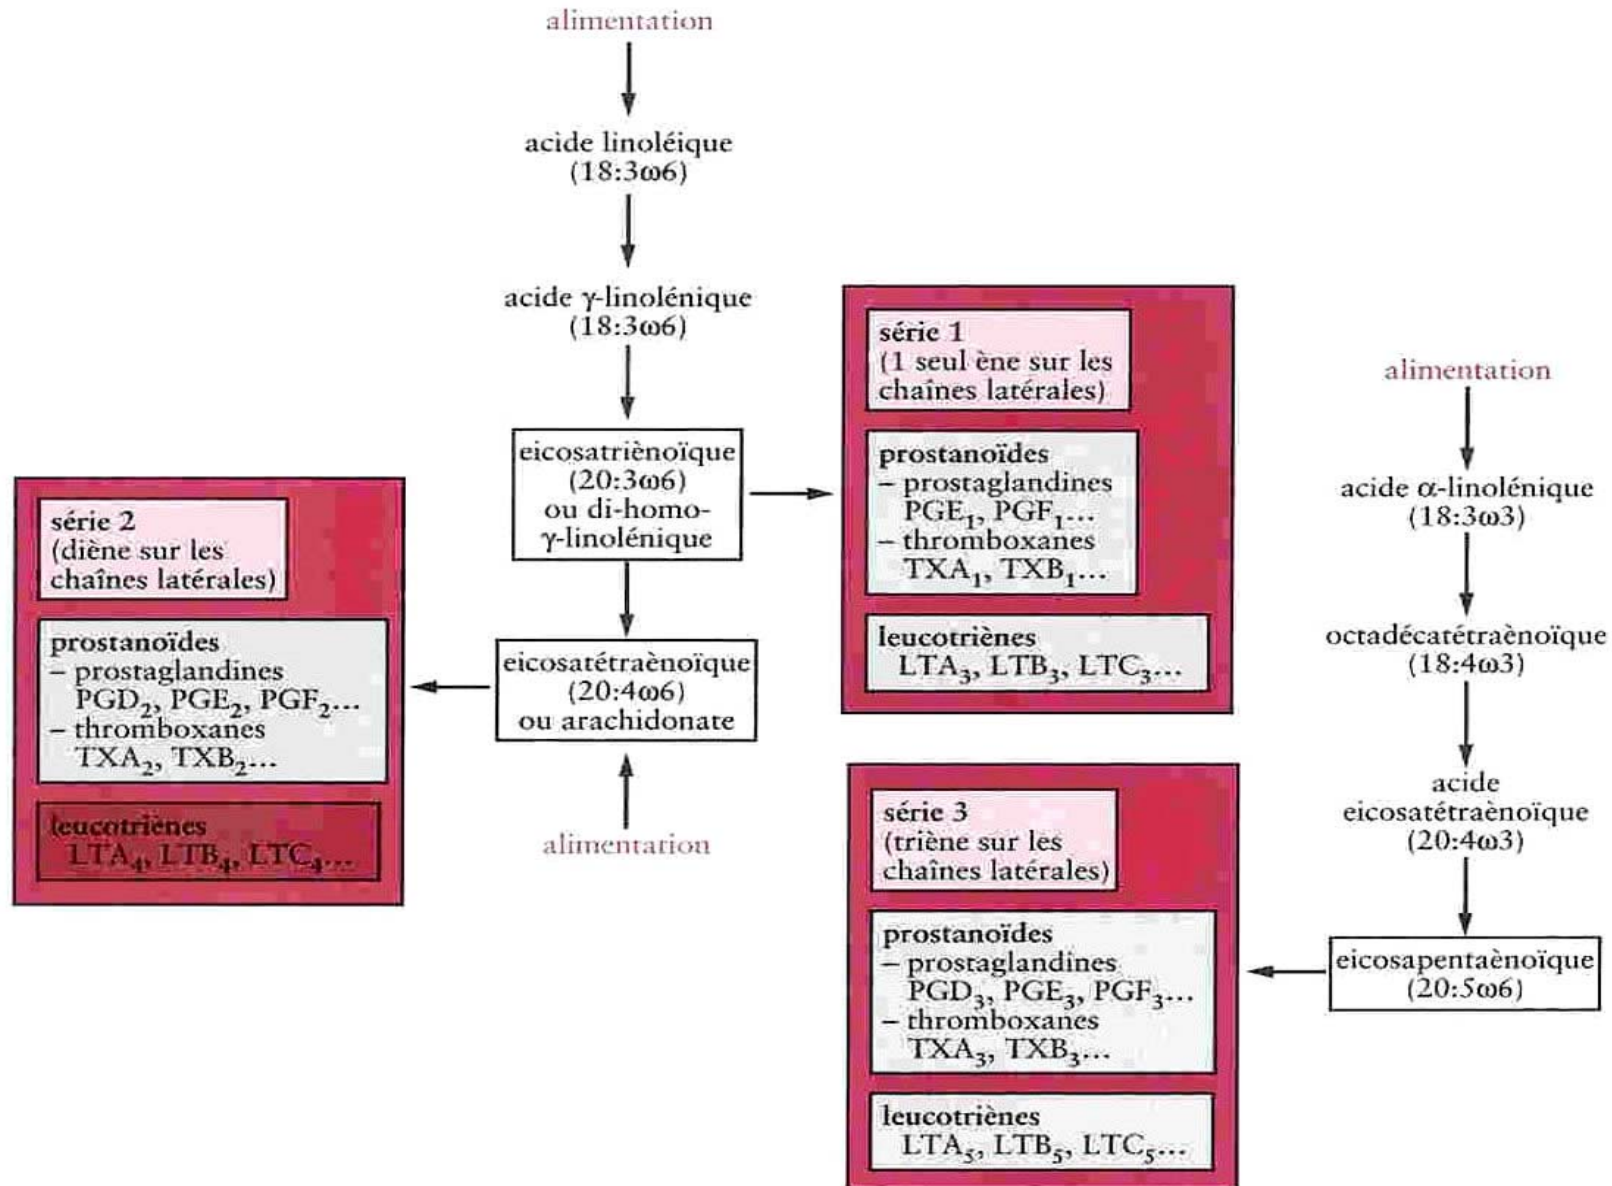 alimentation
acide linoléique
(18:3ω6)
acide γ-linolénique
(18:3ω6)
eicosatriènoïque
(20:3ω6)
ou di-homo-
γ-linolénique
eicosatétraènoïque
(20:4ω6)
ou arachidonate
alimentation
série 2
(diène sur les
chaînes latérales)
prostanoïdes
– prostaglandines
PGD₂, PGE₂, PGF₂...
– thromboxanes
TXA₂, TXB₂...
leucotriènes
LTA₄, LTB₄, LTC₄...
série 1
(1 seul ène sur les
chaînes latérales)
prostanoïdes
– prostaglandines
PGE₁, PGF₁...
– thromboxanes
TXA₁, TXB₁...
leucotriènes
LTA₃, LTB₃, LTC₃...
alimentation
acide α-linolénique
(18:3ω3)
octadécatétraènoïque
(18:4ω3)
acide
eicosatétraènoïque
(20:4ω3)
eicosapentaènoïque
(20:5ω6)
série 3
(triène sur les
chaînes latérales)
prostanoïdes
– prostaglandines
PGD₃, PGE₃, PGF₃...
– thromboxanes
TXA₃, TXB₃...
leucotriènes
LTA₅, LTB₅, LTC₅...